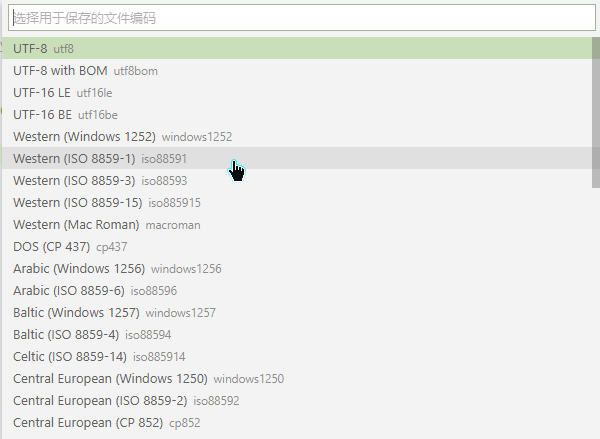 选择用于保存的文件编码
UTF-8 utf8
UTF-8 with BOM utf8bom
UTF-16 LE utf16le
UTF-16 BE utf16be
Western (Windows 1252) windows1252
Western (ISO 8859-1) iso88591
Western (ISO 8859-3) iso88593
Western (ISO 8859-15) iso885915
Western (Mac Roman) macroman
DOS (CP 437) cp437
Arabic (Windows 1256) windows1256
Arabic (ISO 8859-6) iso88596
Baltic (Windows 1257) windows1257
Baltic (ISO 8859-4) iso88594
Celtic (ISO 8859-14) iso885914
Central European (Windows 1250) windows1250
Central European (ISO 8859-2) iso88592
Central European (CP 852) cp852